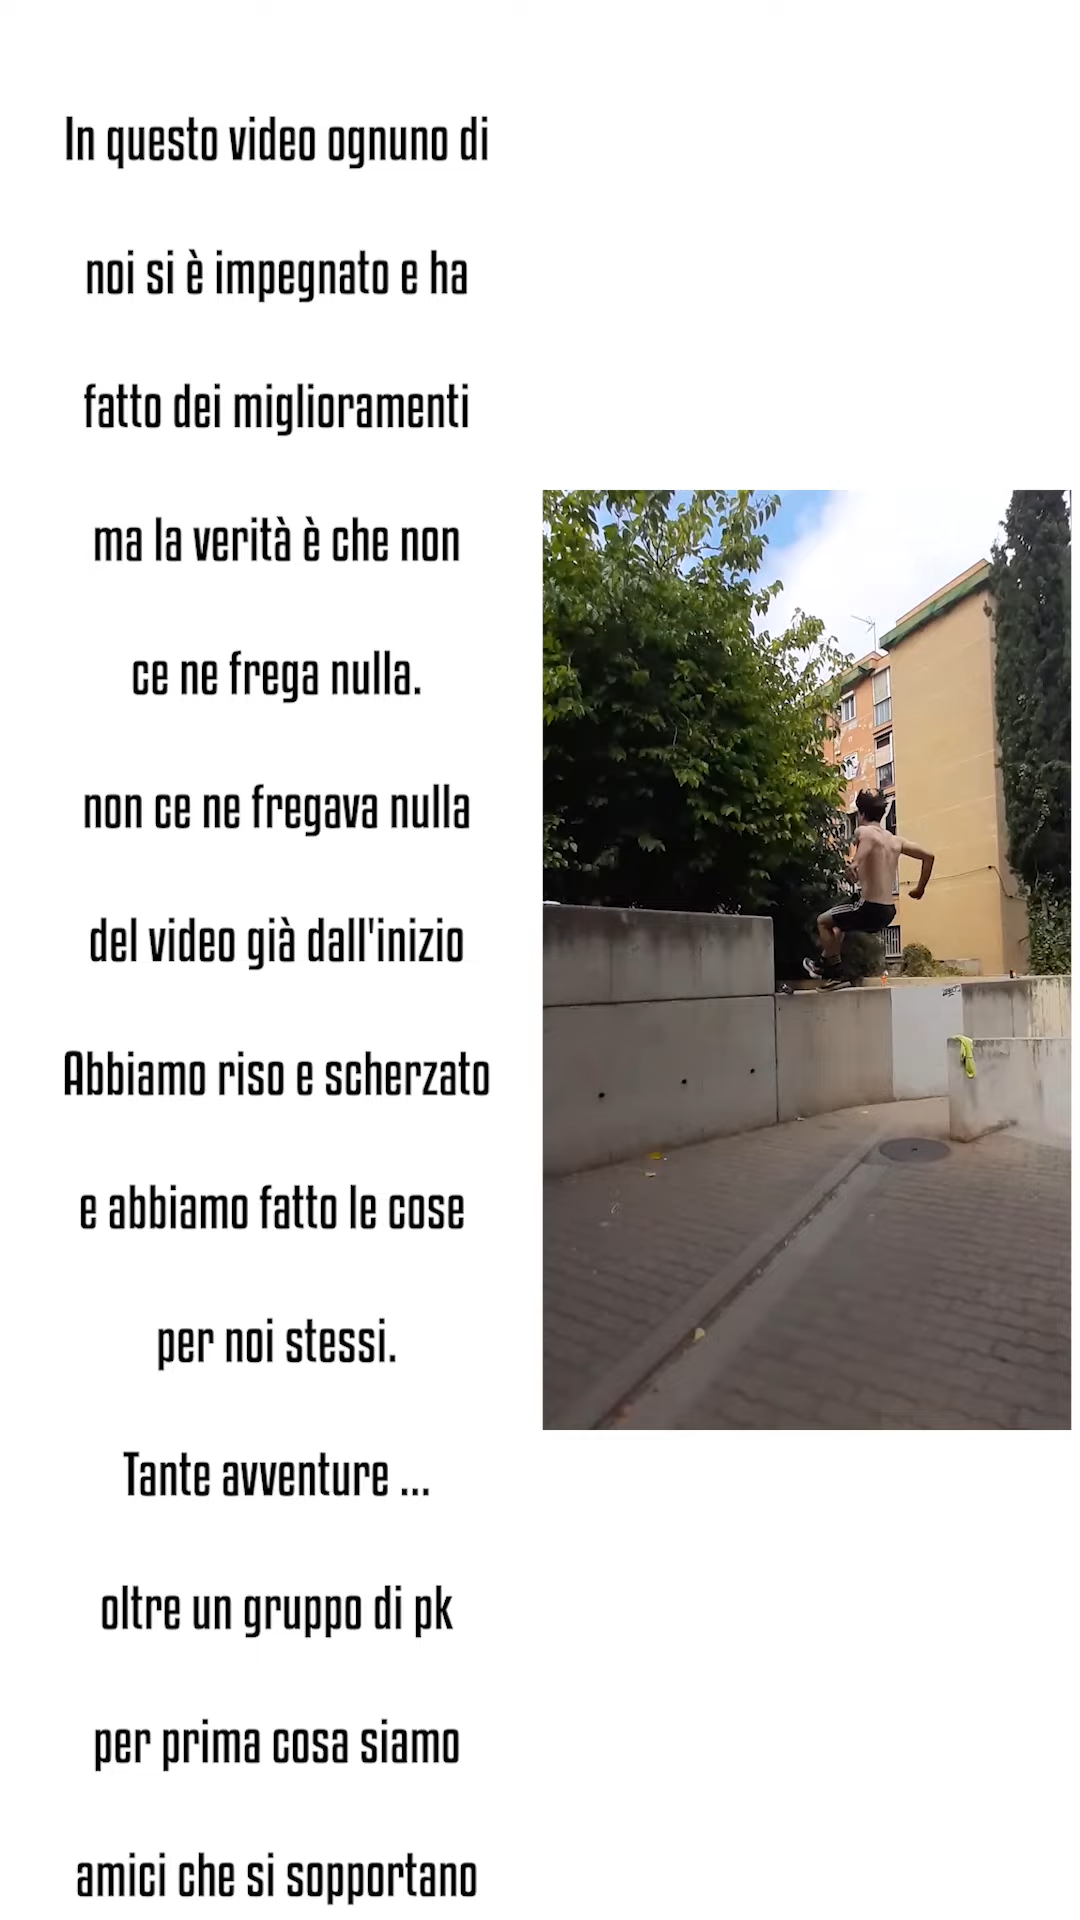 In questo video ognuno di
noi si è impegnato e ha
fatto dei miglioramenti
ma la verità è che non
ce ne frega nulla.
non ce ne fregava nulla
del video già dall'inizio
Abbiamo riso e scherzato
e abbiamo fatto le cose
per noi stessi.
Tante avventure ...
oltre un gruppo di pk
per prima cosa siamo
amici che si sopportano